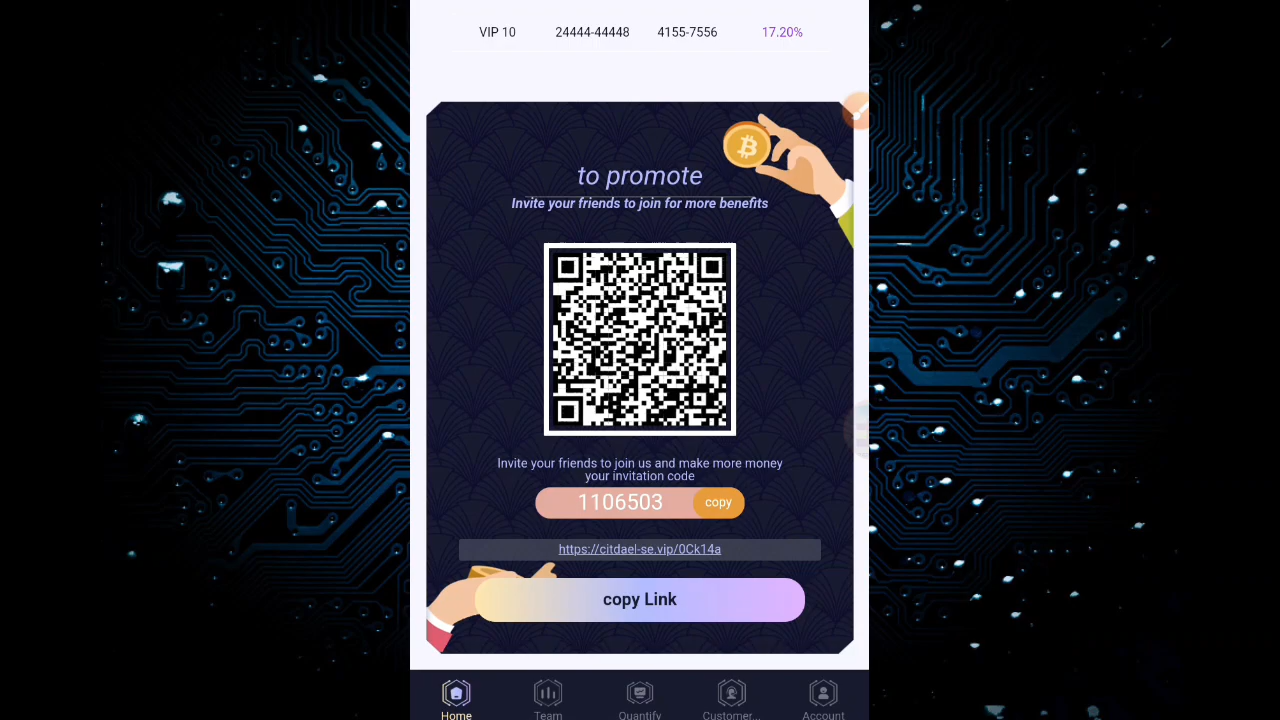 VIP 10 24444-44448 4155-7556 17.20%
to promote
Invite your friends to join for more benefits
Invite your friends to join us and make more money
your invitation code
1106503 copy
https://citdael-se.vip/0Ck14a
copy Link
Home Team Quantify Customer... Account